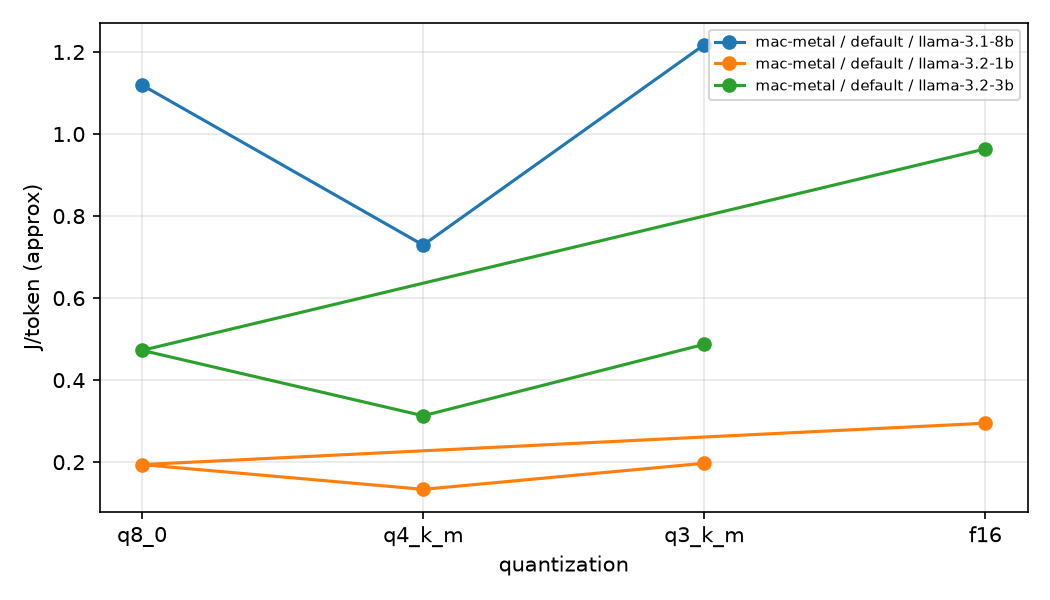 mac-metal / default / llama-3.1-8b
mac-metal / default / llama-3.2-1b
mac-metal / default / llama-3.2-3b
J/token (approx)
1.2
1.0
0.8
0.6
0.4
0.2
q8_0 q4_k_m q3_k_m f16
quantization